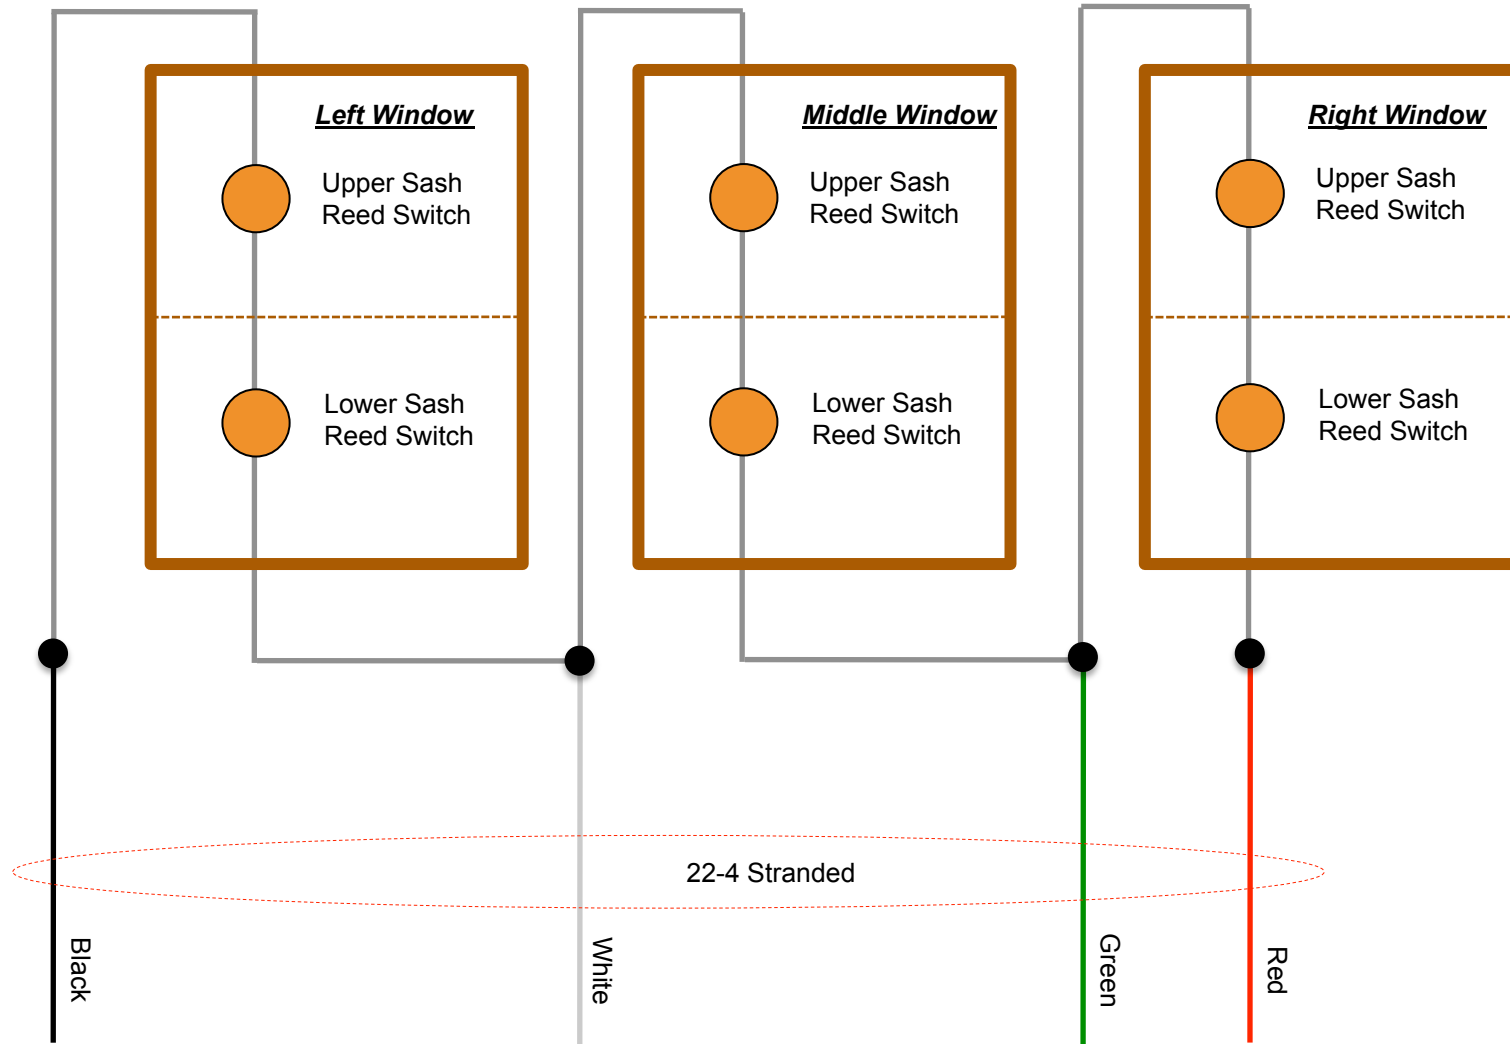 Left Window
Upper Sash
Reed Switch
Lower Sash
Reed Switch
Middle Window
Upper Sash
Reed Switch
Lower Sash
Reed Switch
Right Window
Upper Sash
Reed Switch
Lower Sash
Reed Switch
22-4 Stranded
Black
White
Green
Red